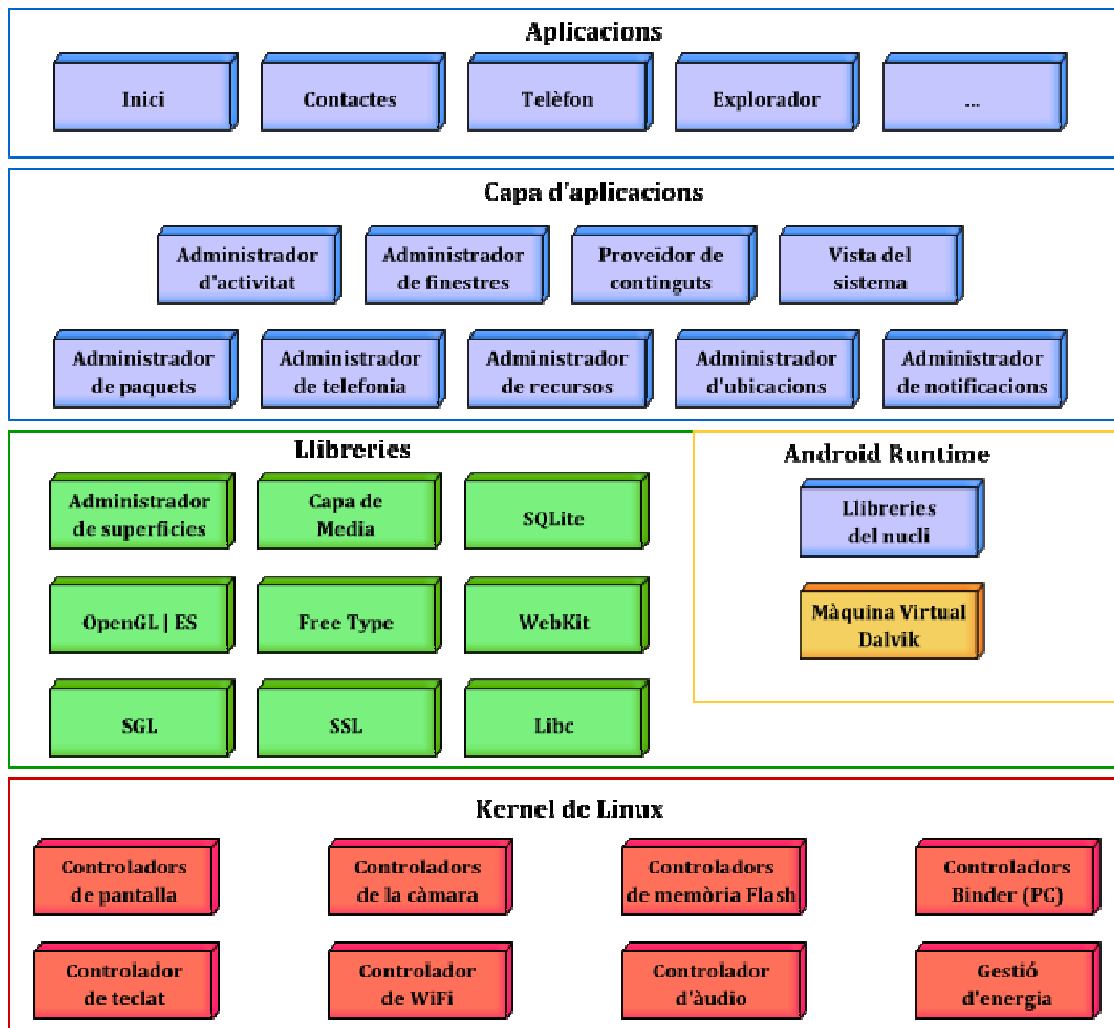 Aplicacions
Inici
Contactes
Telèfon
Explorador
...
Capa d'aplicacions
Administrador
d'activitat
Administrador
de finestres
Proveïdor de
continguts
Vista del
sistema
Administrador
de paquets
Administrador
de telefonia
Administrador
de recursos
Administrador
d'ubicacions
Administrador
de notificacions
Llibreries
Administrador
de superfícies
Capa de
Media
SQLite
OpenGL | ES
Free Type
WebKit
SGL
SSL
Libc
Android Runtime
Llibreries
del nucli
Màquina Virtual
Dalvik
Kernel de Linux
Controladors
de pantalla
Controladors
de la càmara
Controladors
de memòria Flash
Controladors
Binder (PC)
Controlador
de teclat
Controlador
de WiFi
Controlador
d'àudio
Gestió
d'energia